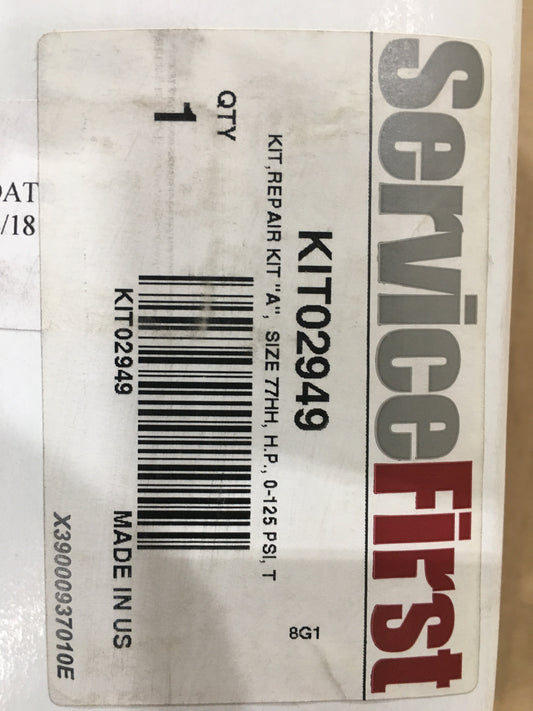 ServiceFirst
KIT02949
KIT,REPAIR KIT "A", SIZE 77HH, H.P., 0-125 PSI, T
8G1
QTY
1
KIT02949
MADE IN US
X39000937010E
/18